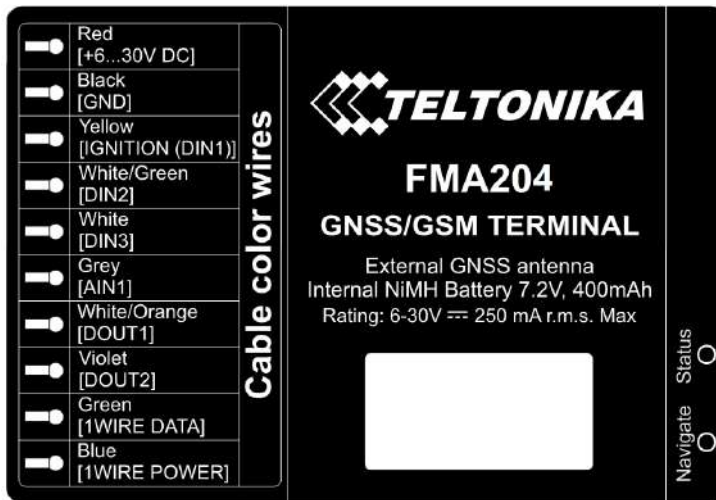 Red
[+6...30V DC]
Black
[GND]
Yellow
[IGNITION (DIN1)]
White/Green
[DIN2]
White
[DIN3]
Grey
[AIN1]
White/Orange
[DOUT1]
Violet
[DOUT2]
Green
[1WIRE DATA]
Blue
[1WIRE POWER]
Cable color wires
TELTONIKA
FMA204
GNSS/GSM TERMINAL
External GNSS antenna
Internal NiMH Battery 7.2V, 400mAh
Rating: 6-30V ⎓ 250 mA r.m.s. Max
Status
Navigate